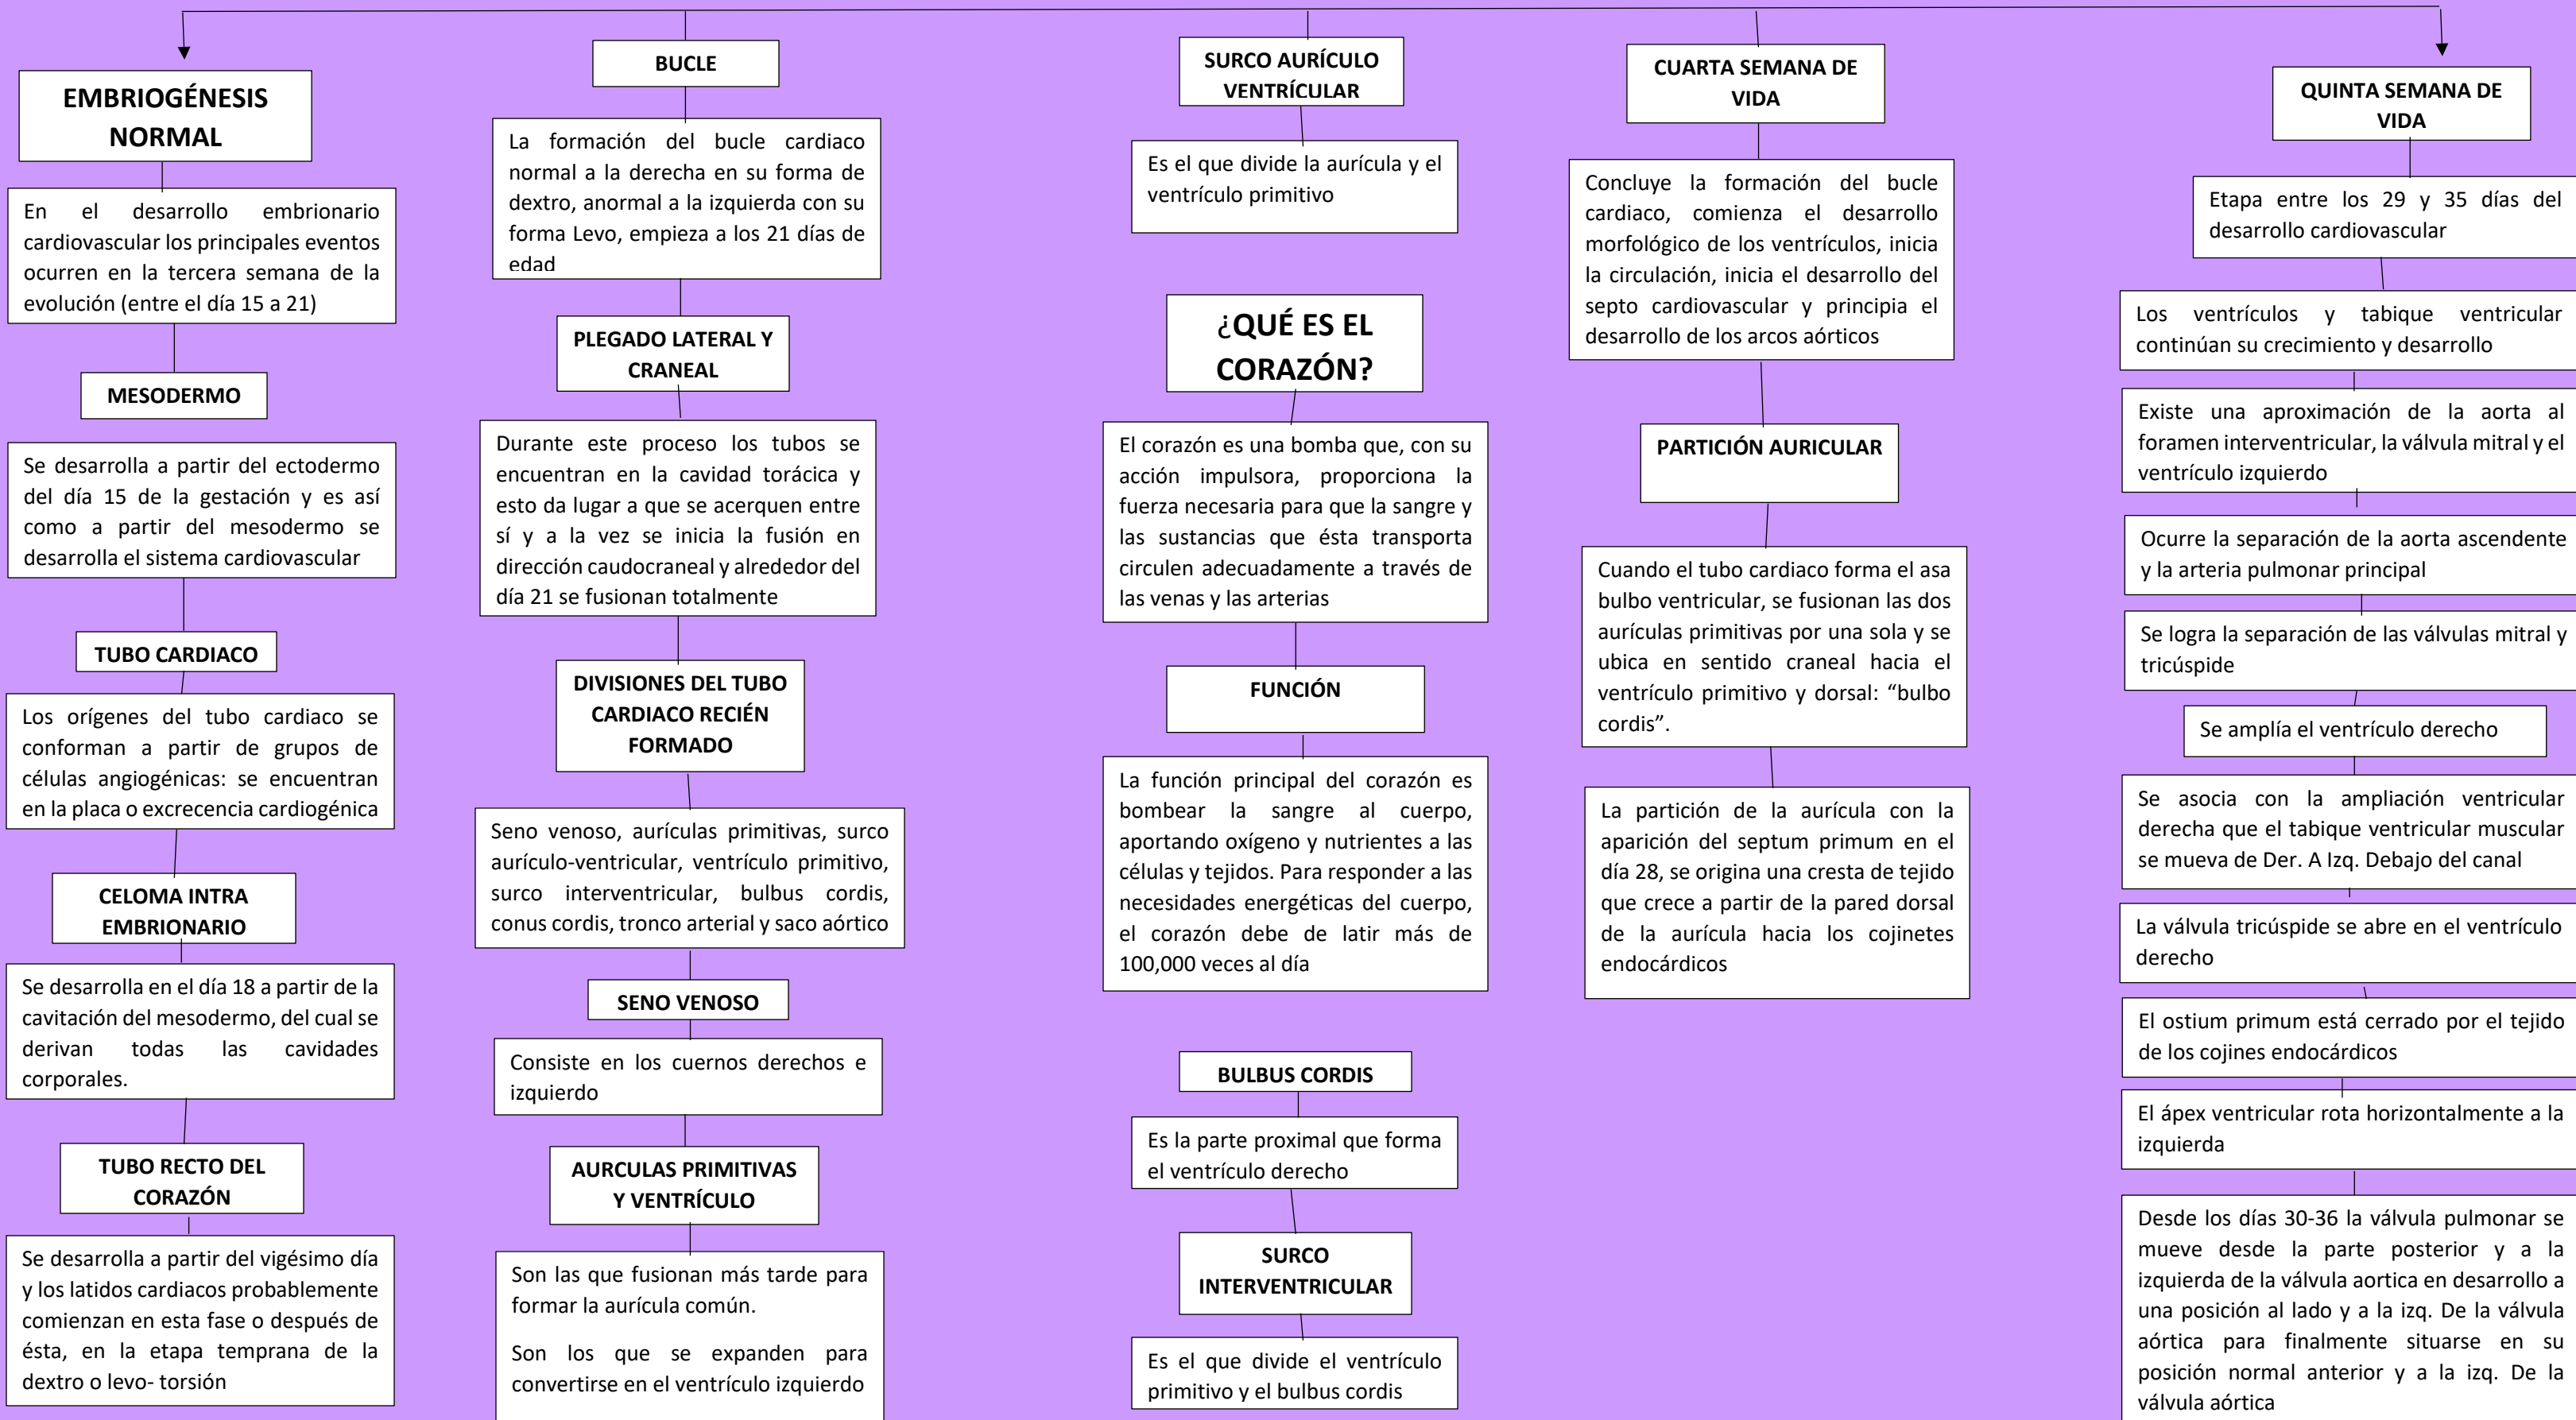 EMBRIOGÉNESIS
NORMAL
En el desarrollo embrionario
cardiovascular los principales eventos
ocurren en la tercera semana de la
evolución (entre el día 15 a 21)
MESODERMO
Se desarrolla a partir del ectodermo
del día 15 de la gestación y es así
como a partir del mesodermo se
desarrolla el sistema cardiovascular
TUBO CARDIACO
Los orígenes del tubo cardiaco se
conforman a partir de grupos de
células angiogénicas: se encuentran
en la placa o excrecencia cardiogénica
CELOMA INTRA
EMBRIONARIO
Se desarrolla en el día 18 a partir de la
cavitación del mesodermo, del cual se
derivan todas las cavidades
corporales.
TUBO RECTO DEL
CORAZÓN
Se desarrolla a partir del vigésimo día
y los latidos cardiacos probablemente
comienzan en esta fase o después de
ésta, en la etapa temprana de la
dextro o levo- torsión
BUCLE
La formación del bucle cardiaco
normal a la derecha en su forma de
dextro, anormal a la izquierda con su
forma Levo, empieza a los 21 días de
edad
PLEGADO LATERAL Y
CRANEAL
Durante este proceso los tubos se
encuentran en la cavidad torácica y
esto da lugar a que se acerquen entre
sí y a la vez se inicia la fusión en
dirección caudocraneal y alrededor del
día 21 se fusionan totalmente
DIVISIONES DEL TUBO
CARDIACO RECIÉN
FORMADO
Seno venoso, aurículas primitivas, surco
aurículo-ventricular, ventrículo primitivo,
surco interventricular, bulbus cordis,
conus cordis, tronco arterial y saco aórtico
SENO VENOSO
Consiste en los cuernos derechos e
izquierdo
AURCULAS PRIMITIVAS
Y VENTRÍCULO
Son las que fusionan más tarde para
formar la aurícula común.
Son los que se expanden para
convertirse en el ventrículo izquierdo
SURCO AURÍCULO
VENTRÍCULAR
Es el que divide la aurícula y el
ventrículo primitivo
¿QUÉ ES EL
CORAZÓN?
El corazón es una bomba que, con su
acción impulsora, proporciona la
fuerza necesaria para que la sangre y
las sustancias que ésta transporta
circulen adecuadamente a través de
las venas y las arterias
FUNCIÓN
La función principal del corazón es
bombear la sangre al cuerpo,
aportando oxígeno y nutrientes a las
células y tejidos. Para responder a las
necesidades energéticas del cuerpo,
el corazón debe de latir más de
100,000 veces al día
BULBUS CORDIS
Es la parte proximal que forma
el ventrículo derecho
SURCO
INTERVENTRICULAR
Es el que divide el ventrículo
primitivo y el bulbus cordis
CUARTA SEMANA DE
VIDA
Concluye la formación del bucle
cardiaco, comienza el desarrollo
morfológico de los ventrículos, inicia
la circulación, inicia el desarrollo del
septo cardiovascular y principia el
desarrollo de los arcos aórticos
PARTICIÓN AURICULAR
Cuando el tubo cardiaco forma el asa
bulbo ventricular, se fusionan las dos
aurículas primitivas por una sola y se
ubica en sentido craneal hacia el
ventrículo primitivo y dorsal: “bulbo
cordis”.
La partición de la aurícula con la
aparición del septum primum en el
día 28, se origina una cresta de tejido
que crece a partir de la pared dorsal
de la aurícula hacia los cojinetes
endocárdicos
QUINTA SEMANA DE
VIDA
Etapa entre los 29 y 35 días del
desarrollo cardiovascular
Los ventrículos y tabique ventricular
continúan su crecimiento y desarrollo
Existe una aproximación de la aorta al
foramen interventricular, la válvula mitral y el
ventrículo izquierdo
Ocurre la separación de la aorta ascendente
y la arteria pulmonar principal
Se logra la separación de las válvulas mitral y
tricúspide
Se amplía el ventrículo derecho
Se asocia con la ampliación ventricular
derecha que el tabique ventricular muscular
se mueva de Der. A Izq. Debajo del canal
La válvula tricúspide se abre en el ventrículo
derecho
El ostium primum está cerrado por el tejido
de los cojines endocárdicos
El ápex ventricular rota horizontalmente a la
izquierda
Desde los días 30-36 la válvula pulmonar se
mueve desde la parte posterior y a la
izquierda de la válvula aortica en desarrollo a
una posición al lado y a la izq. De la válvula
aórtica para finalmente situarse en su
posición normal anterior y a la izq. De la
válvula aórtica